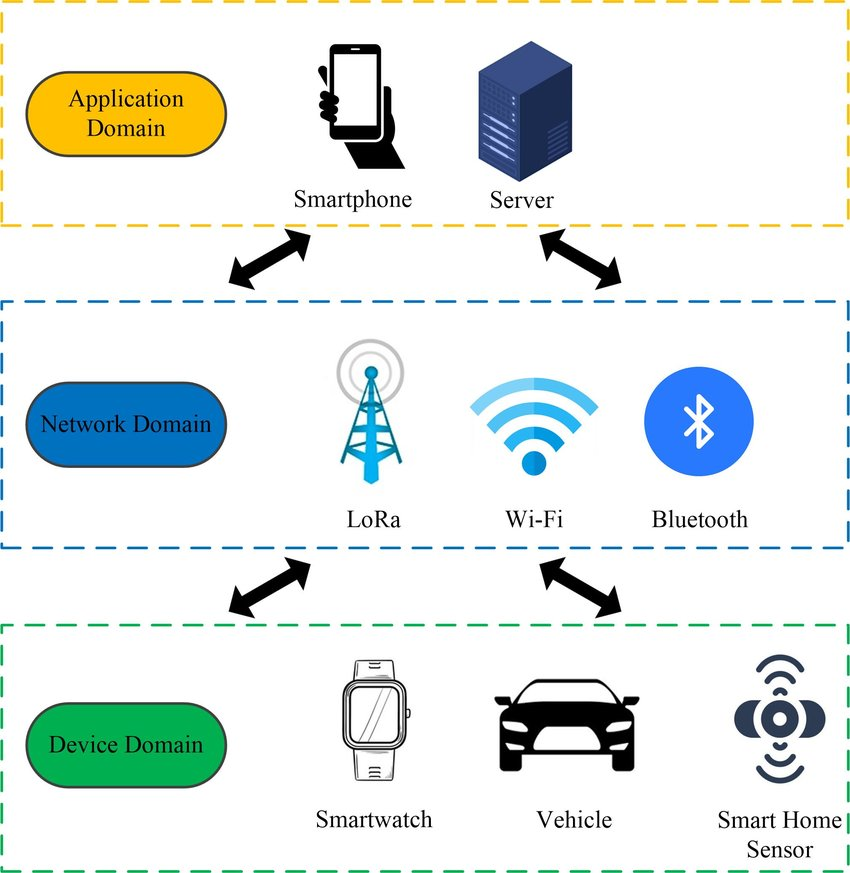 Application
Domain
Smartphone
Server
Network Domain
LoRa
Wi-Fi
Bluetooth
Device Domain
Smartwatch
Vehicle
Smart Home
Sensor